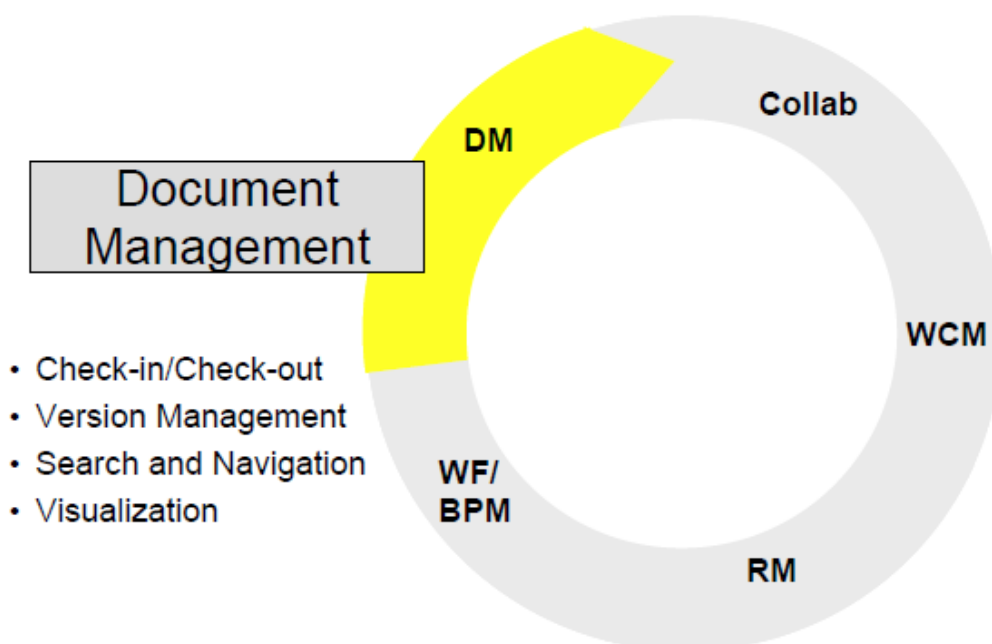 Collab
DM
Document
Management
WCM
• Check-in/Check-out
• Version Management
• Search and Navigation
• Visualization
WF/
BPM
RM